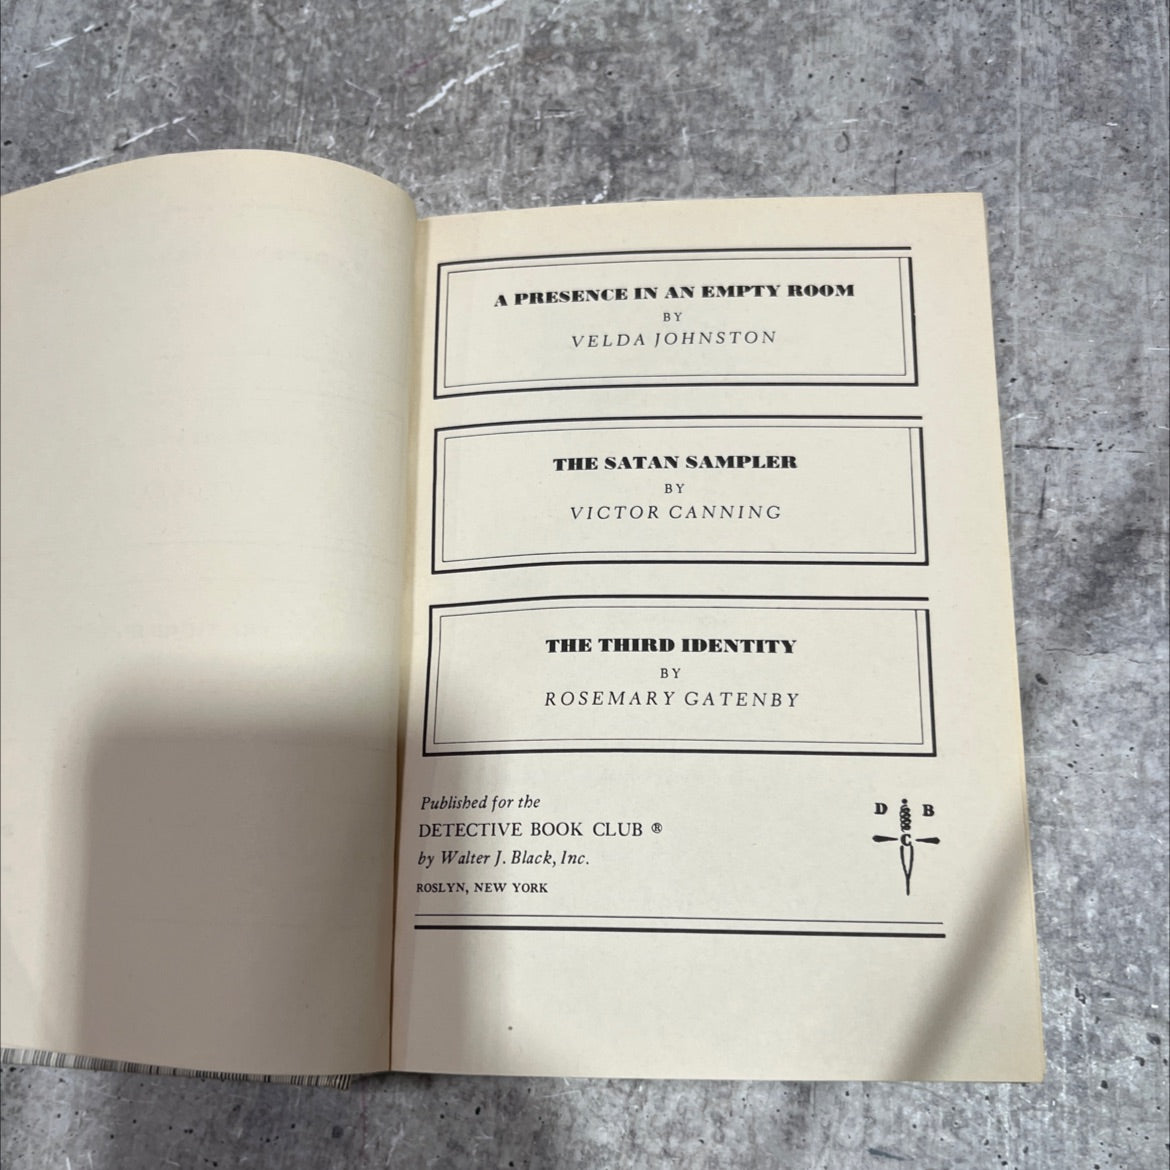 A PRESENCE IN AN EMPTY ROOM
BY
VELDA JOHNSTON
THE SATAN SAMPLER
BY
VICTOR CANNING
THE THIRD IDENTITY
BY
ROSEMARY GATENBY
Published for the
DETECTIVE BOOK CLUB ®
by Walter J. Black, Inc.
ROSLYN, NEW YORK
D B
C